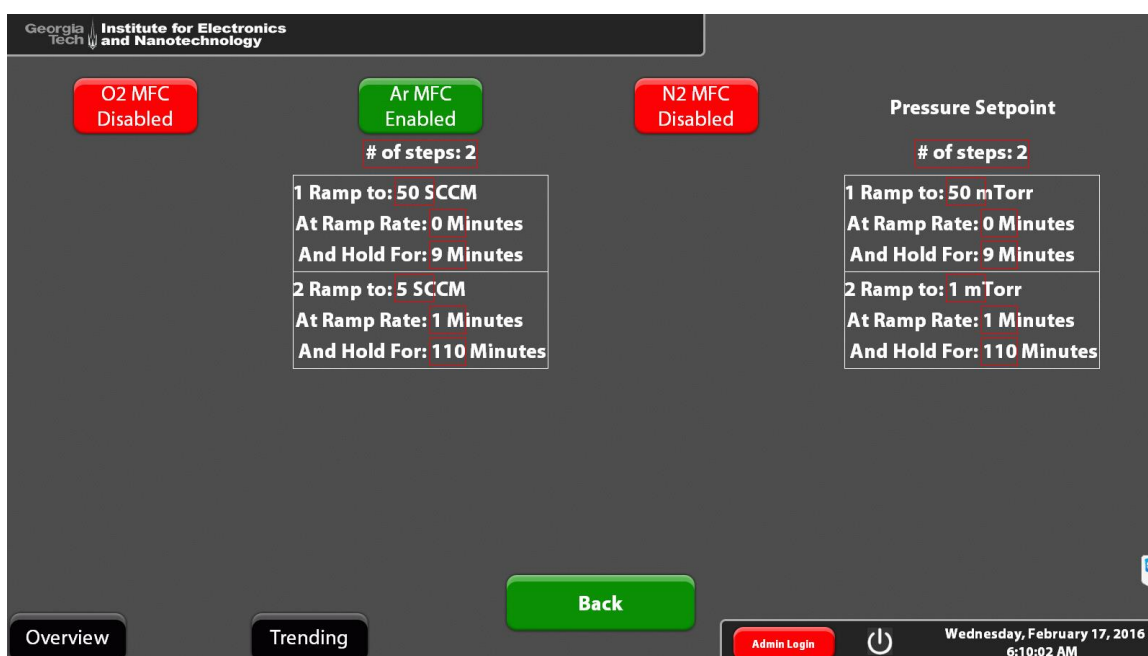 Georgia Tech Institute for Electronics
and Nanotechnology
O2 MFC
Disabled
Ar MFC
Enabled
N2 MFC
Disabled
Pressure Setpoint
# of steps: 2
1 Ramp to: 50 SCCM
At Ramp Rate: 0 Minutes
And Hold For: 9 Minutes
2 Ramp to: 5 SCCM
At Ramp Rate: 1 Minutes
And Hold For: 110 Minutes
# of steps: 2
1 Ramp to: 50 mTorr
At Ramp Rate: 0 Minutes
And Hold For: 9 Minutes
2 Ramp to: 1 mTorr
At Ramp Rate: 1 Minutes
And Hold For: 110 Minutes
Back
Overview
Trending
Admin Login
Wednesday, February 17, 2016
6:10:02 AM